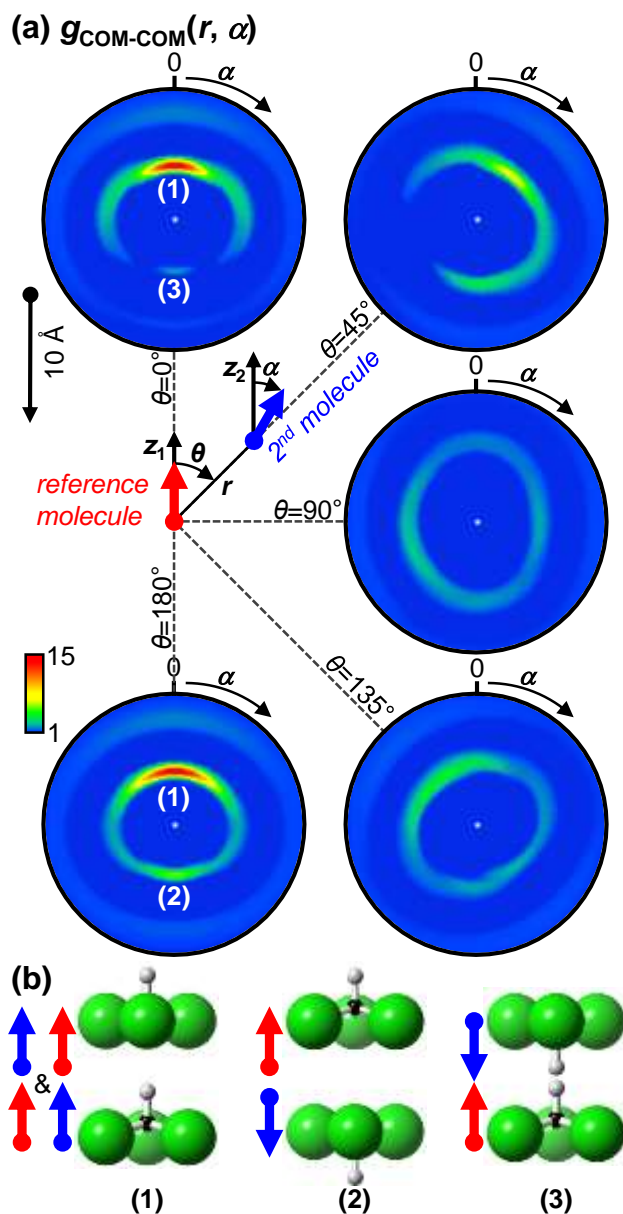 (a) gCOM-COM(r, α)
0
α
0
α
(1)
(3)
10 Å
θ=0°
θ=45°
z2
α
2nd molecule
0
α
z1
θ
r
reference
molecule
θ=90°
θ=180°
θ=135°
15
1
0
α
0
α
(1)
(2)
(b)
&
(1)
(2)
(3)